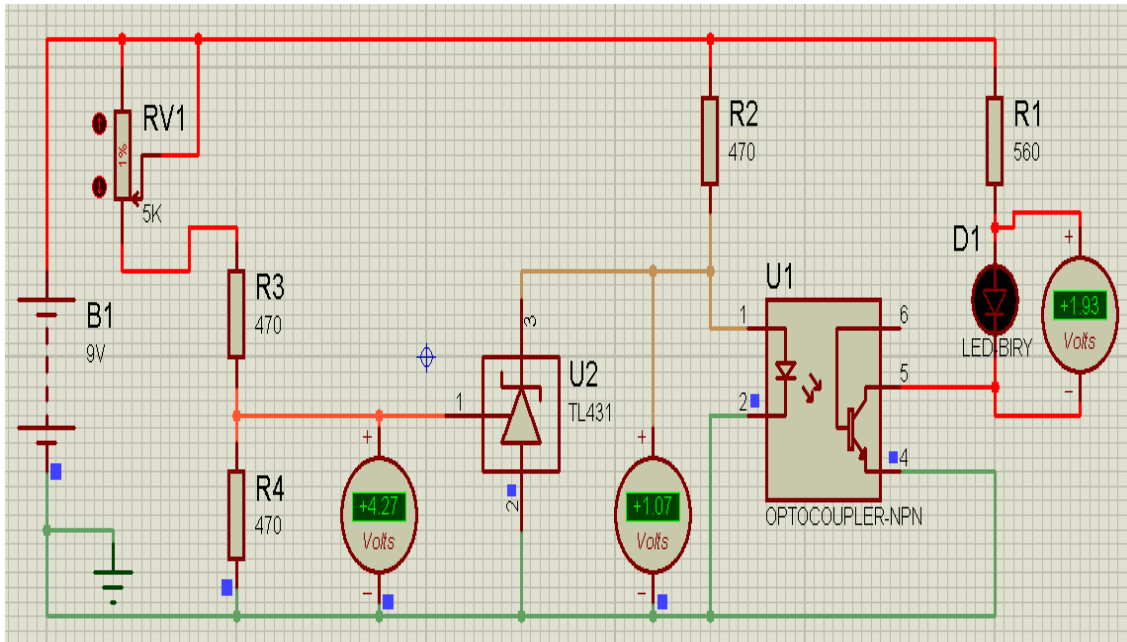 RV1
1%
5K
B1
9V
R3
470
R4
470
+
+4.27
Volts
−
1
3
2
U2
TL431
+
+1.07
Volts
−
R2
470
U1
1
2
6
5
4
OPTOCOUPLER-NPN
R1
560
D1
LED-BIRY
+
+1.93
Volts
−